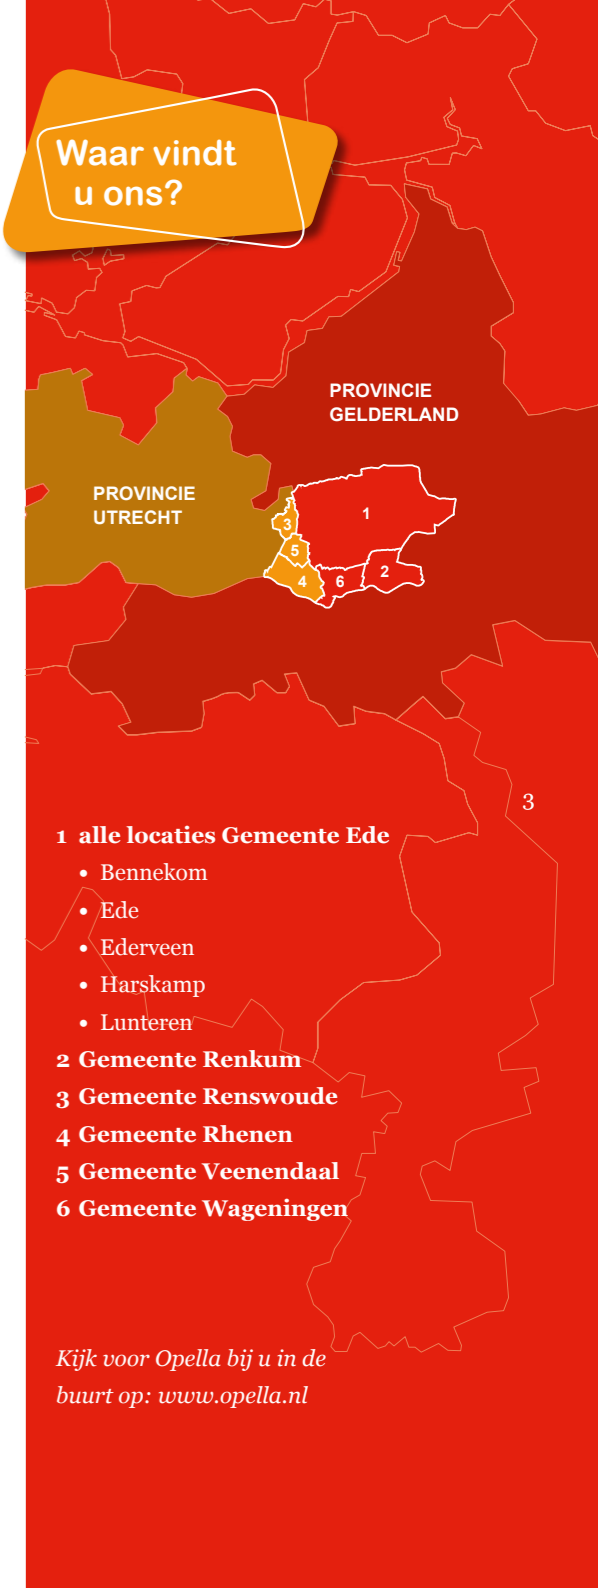 Waar vindt
u ons?
PROVINCIE
GELDERLAND
PROVINCIE
UTRECHT
1
3
5
2
4
6
3
1 alle locaties Gemeente Ede
• Bennekom
• Ede
• Ederveen
• Harskamp
• Lunteren
2 Gemeente Renkum
3 Gemeente Renswoude
4 Gemeente Rhenen
5 Gemeente Veenendaal
6 Gemeente Wageningen
Kijk voor Opella bij u in de
buurt op: www.opella.nl